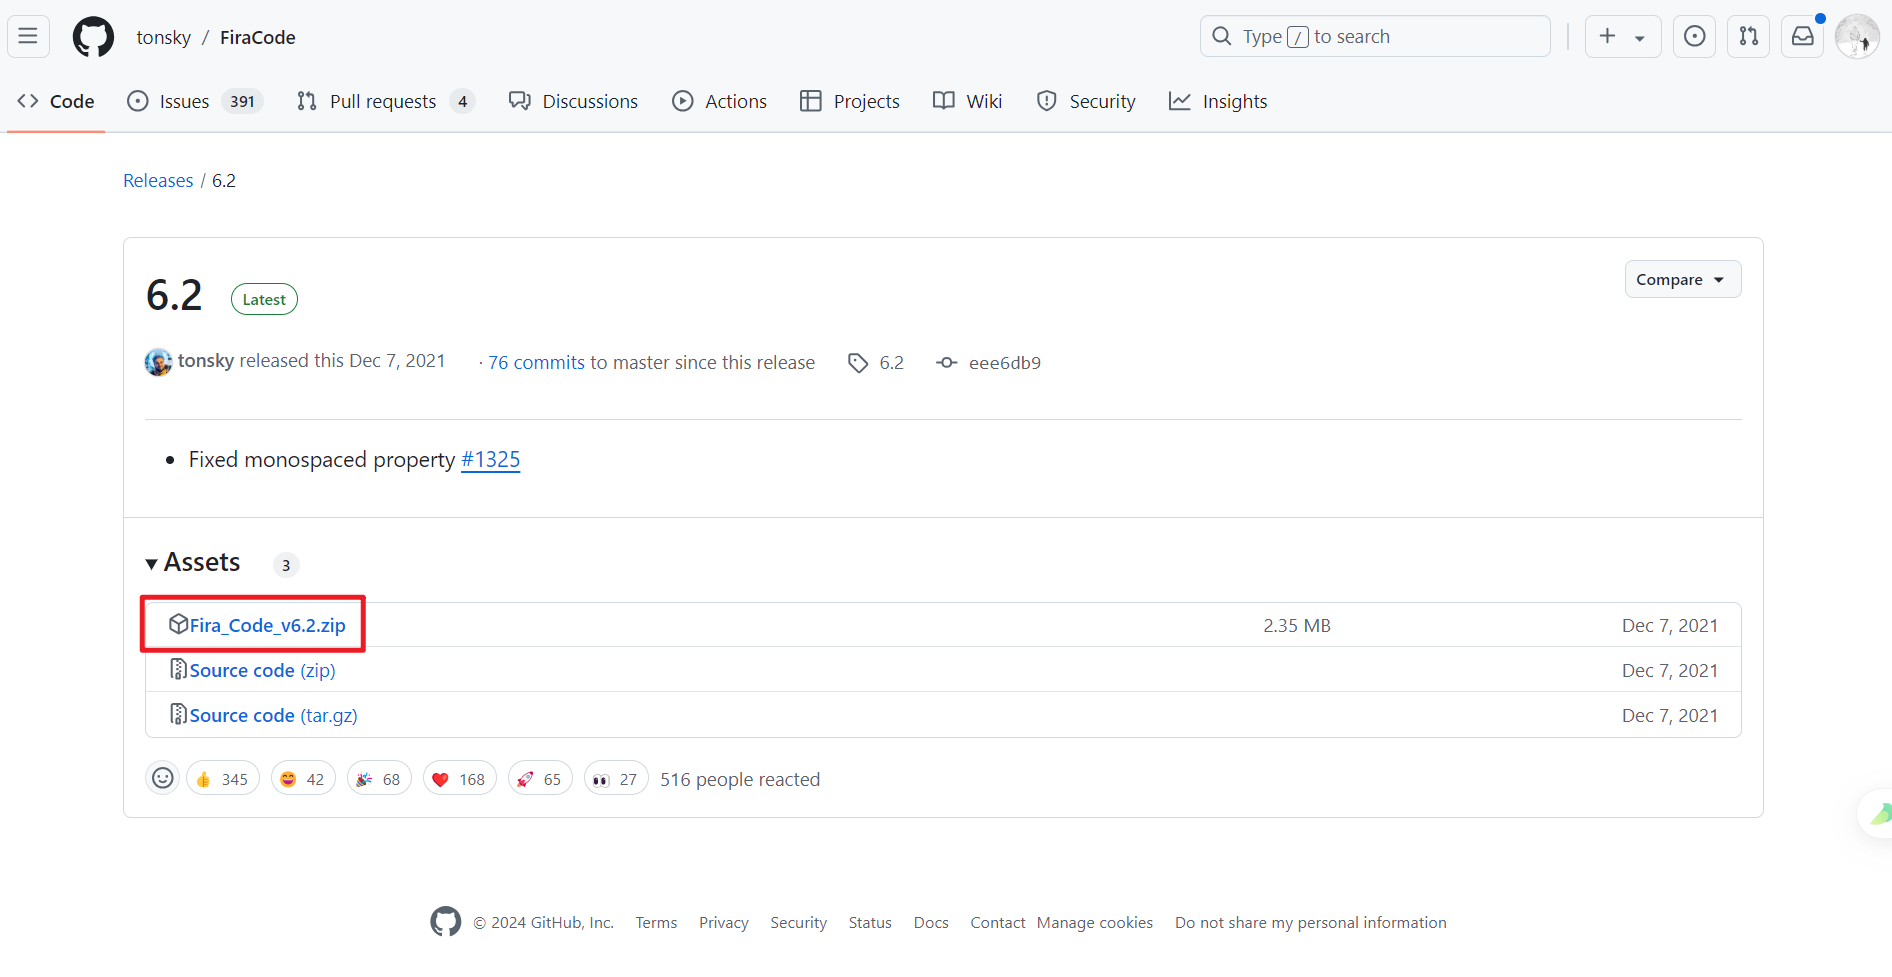 tonsky / FiraCode
Type / to search
Code
Issues 391
Pull requests 4
Discussions
Actions
Projects
Wiki
Security
Insights
Releases / 6.2
6.2 Latest
Compare
tonsky released this Dec 7, 2021 · 76 commits to master since this release 6.2 eee6db9
• Fixed monospaced property #1325
Assets 3
Fira_Code_v6.2.zip 2.35 MB Dec 7, 2021
Source code (zip) Dec 7, 2021
Source code (tar.gz) Dec 7, 2021
👍 345 😄 42 🎉 68 ❤️ 168 🚀 65 👀 27 516 people reacted
© 2024 GitHub, Inc. Terms Privacy Security Status Docs Contact Manage cookies Do not share my personal information